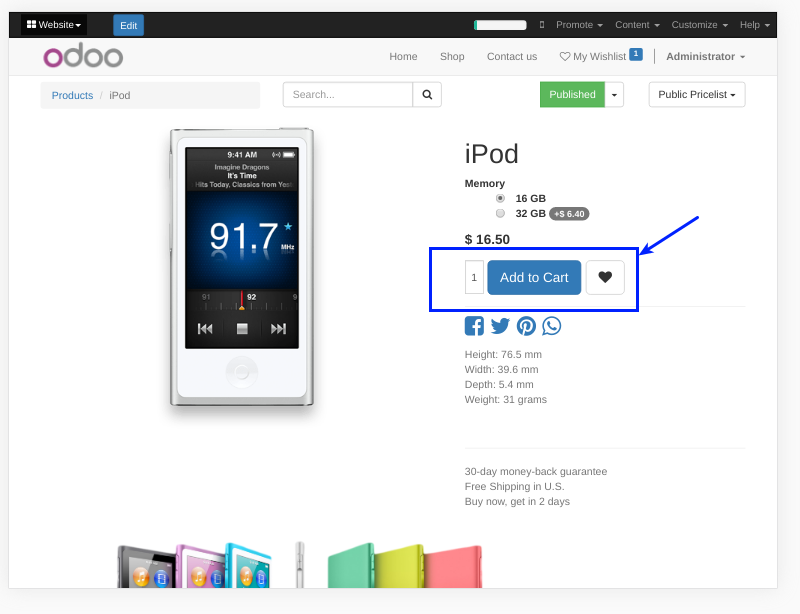 Website
Edit
Promote
Content
Customize
Help
odoo
Home
Shop
Contact us
My Wishlist 1
Administrator
Products / iPod
Search...
Published
Public Pricelist
9:41 AM
Imagine Dragons
It's Time
Hits Today, Classics from Yes
91.7 MHz
91 92 9
iPod
Memory
16 GB
32 GB +$ 6.40
$ 16.50
1 Add to Cart
Height: 76.5 mm
Width: 39.6 mm
Depth: 5.4 mm
Weight: 31 grams
30-day money-back guarantee
Free Shipping in U.S.
Buy now, get in 2 days